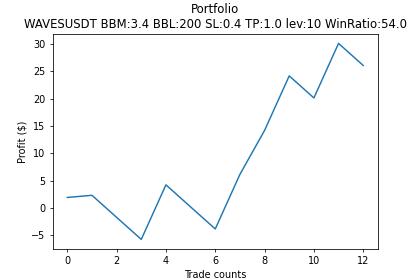 Portfolio
WAVESUSDT BBM:3.4 BBL:200 SL:0.4 TP:1.0 lev:10 WinRatio:54.0
Profit ($)
30
25
20
15
10
5
0
−5
0 2 4 6 8 10 12
Trade counts